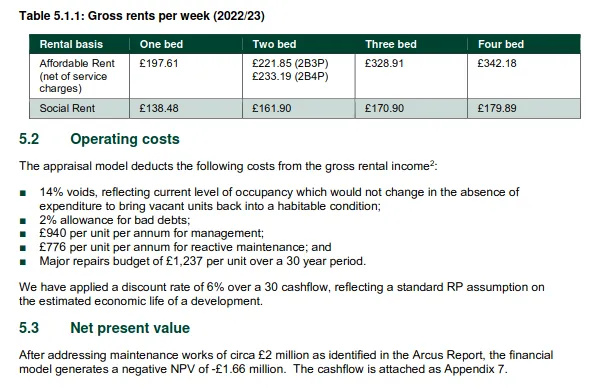 Table 5.1.1: Gross rents per week (2022/23)
Rental basis One bed Two bed Three bed Four bed
Affordable Rent £197.61 £221.85 (2B3P) £328.91 £342.18
(net of service £233.19 (2B4P)
charges)
Social Rent £138.48 £161.90 £170.90 £179.89
5.2 Operating costs
The appraisal model deducts the following costs from the gross rental income²:
■ 14% voids, reflecting current level of occupancy which would not change in the absence of
expenditure to bring vacant units back into a habitable condition;
■ 2% allowance for bad debts;
■ £940 per unit per annum for management;
■ £776 per unit per annum for reactive maintenance; and
■ Major repairs budget of £1,237 per unit over a 30 year period.
We have applied a discount rate of 6% over a 30 cashflow, reflecting a standard RP assumption on
the estimated economic life of a development.
5.3 Net present value
After addressing maintenance works of circa £2 million as identified in the Arcus Report, the financial
model generates a negative NPV of -£1.66 million. The cashflow is attached as Appendix 7.